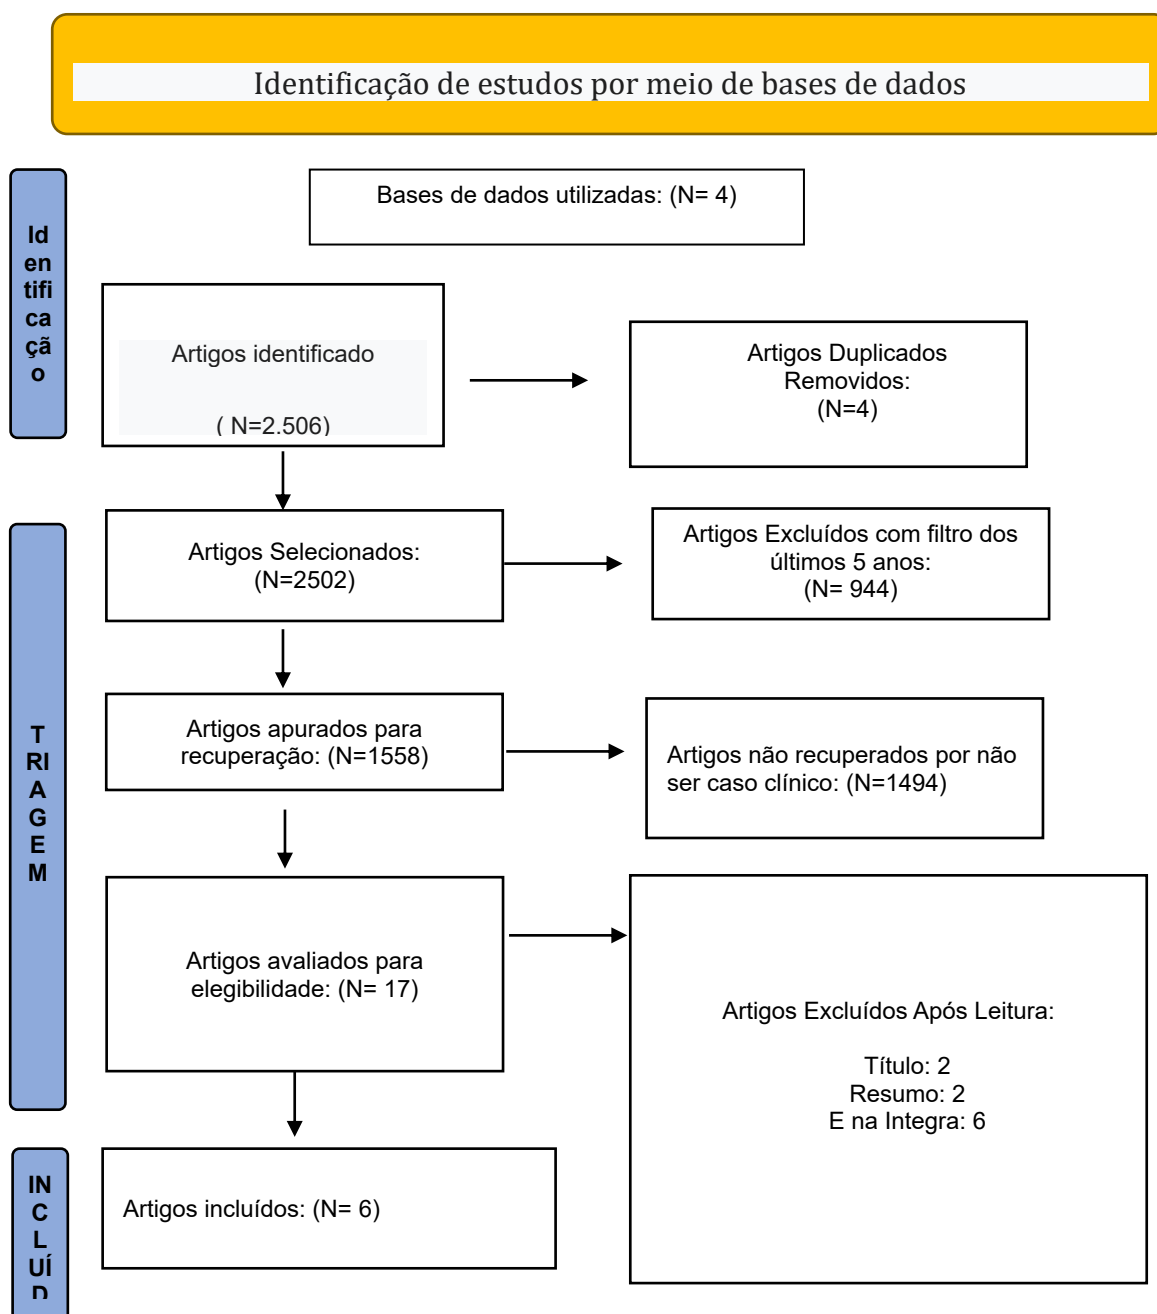 Identificação de estudos por meio de bases de dados
Id
en
tifi
ca
çã
o
Bases de dados utilizadas: (N= 4)
Artigos identificado
( N=2.506)
Artigos Duplicados
Removidos:
(N=4)
T
RI
A
G
E
M
Artigos Selecionados:
(N=2502)
Artigos Excluídos com filtro dos
últimos 5 anos:
(N= 944)
Artigos apurados para
recuperação: (N=1558)
Artigos não recuperados por não
ser caso clínico: (N=1494)
Artigos avaliados para
elegibilidade: (N= 17)
Artigos Excluídos Após Leitura:
Título: 2
Resumo: 2
E na Integra: 6
IN
C
L
UÍ
D
Artigos incluídos: (N= 6)